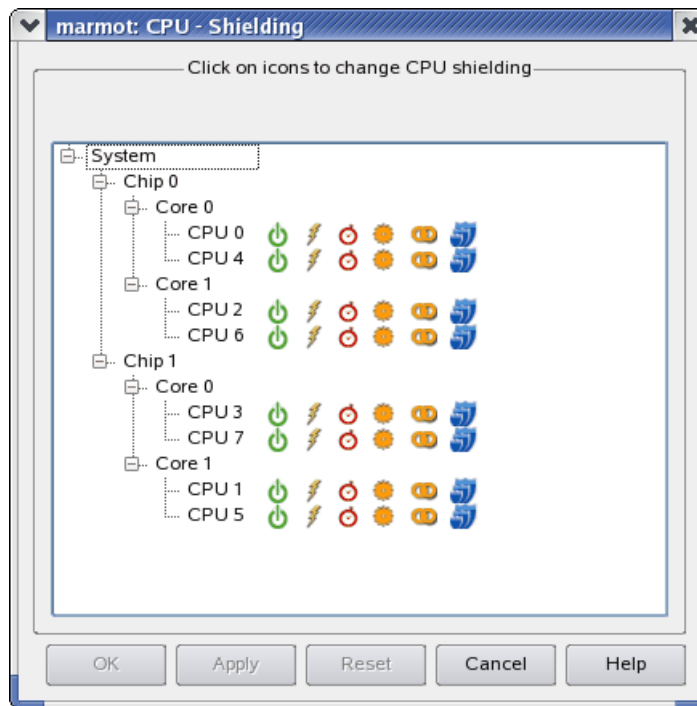 marmot: CPU - Shielding
Click on icons to change CPU shielding
System
Chip 0
Core 0
CPU 0
CPU 4
Core 1
CPU 2
CPU 6
Chip 1
Core 0
CPU 3
CPU 7
Core 1
CPU 1
CPU 5
OK Apply Reset Cancel Help